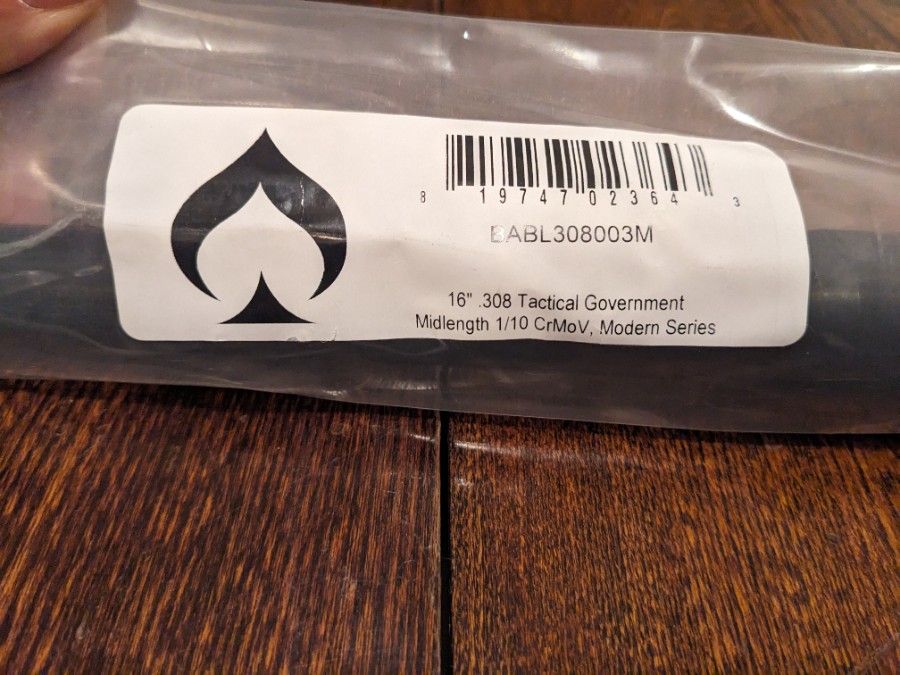 8 19747 02364 3
BABL308003M
16" .308 Tactical Government
Midlength 1/10 CrMoV, Modern Series